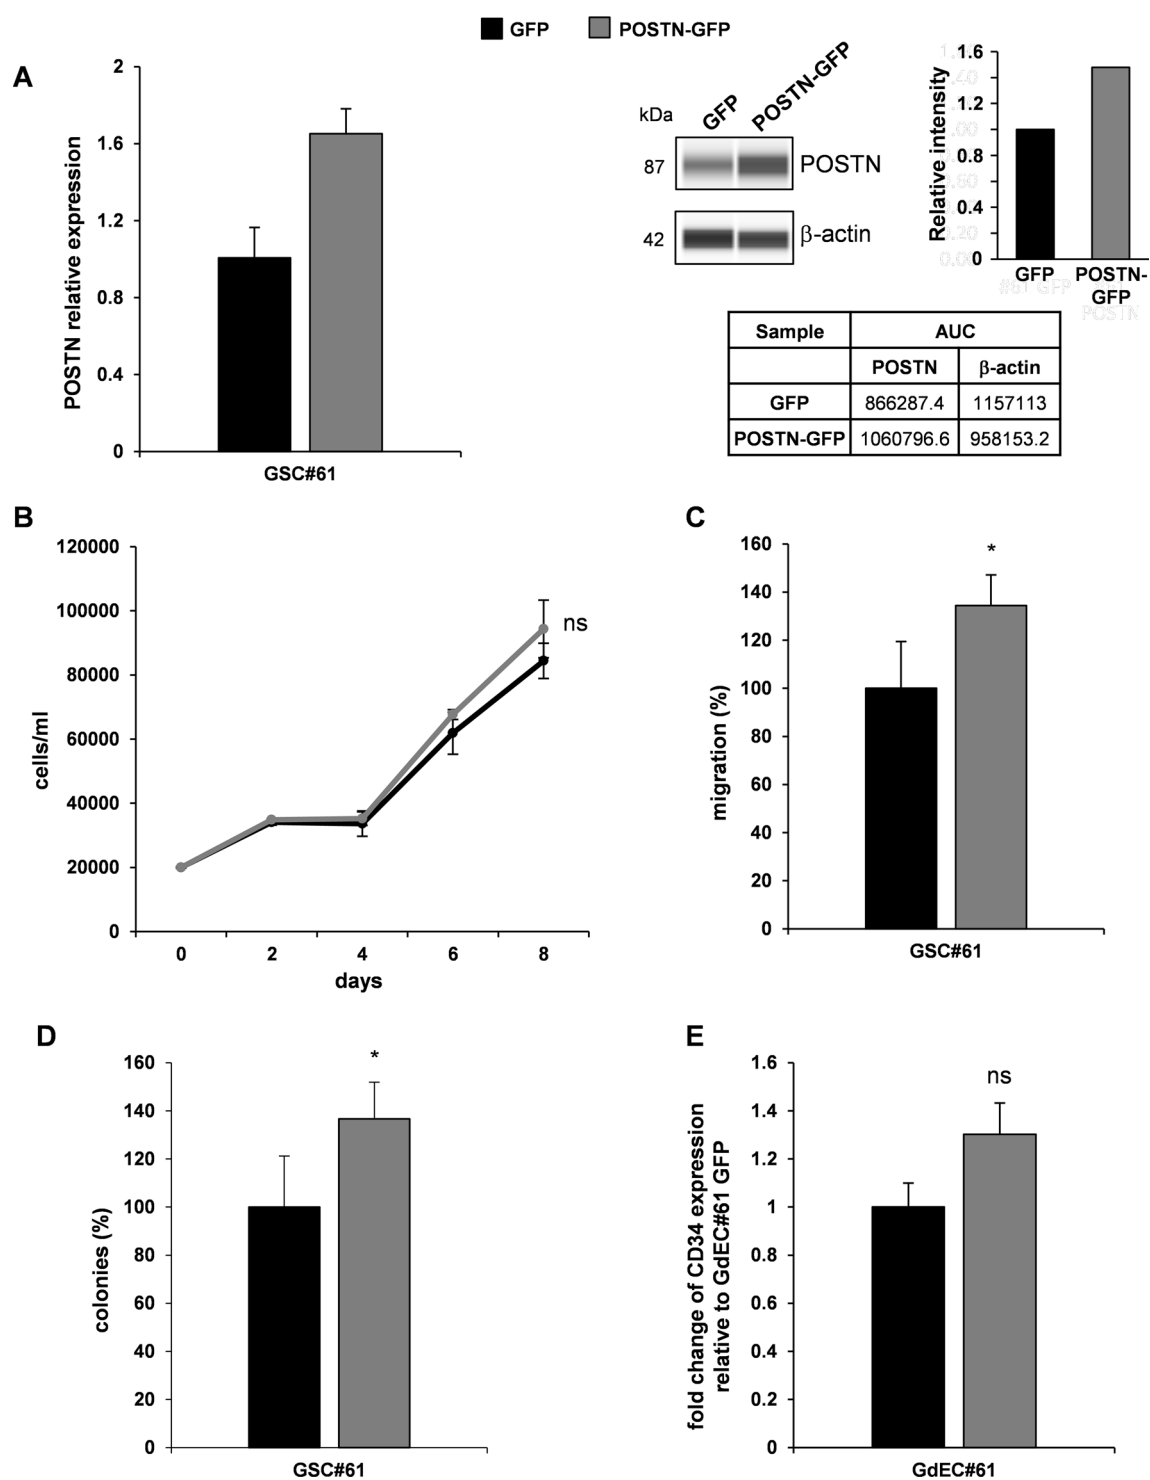 GFP POSTN-GFP
A
2
1.6
1.2
0.8
0.4
0
POSTN relative expression
GSC#61
kDa
GFP
POSTN-GFP
87
POSTN
42
β-actin
Relative intensity
1.6
1.2
0.8
0.4
0
GFP
POSTN-
GFP
#61 GFP
POSTN
Sample AUC
POSTN β-actin
GFP 866287.4 1157113
POSTN-GFP 1060796.6 958153.2
B
120000
100000
80000
60000
40000
20000
0
cells/ml
ns
0 2 4 6 8
days
C
160
140
120
100
80
60
40
20
0
migration (%)
*
GSC#61
D
160
140
120
100
80
60
40
20
0
colonies (%)
*
GSC#61
E
1.6
1.4
1.2
1
0.8
0.6
0.4
0.2
0
fold change of CD34 expression
relative to GdEC#61 GFP
ns
GdEC#61